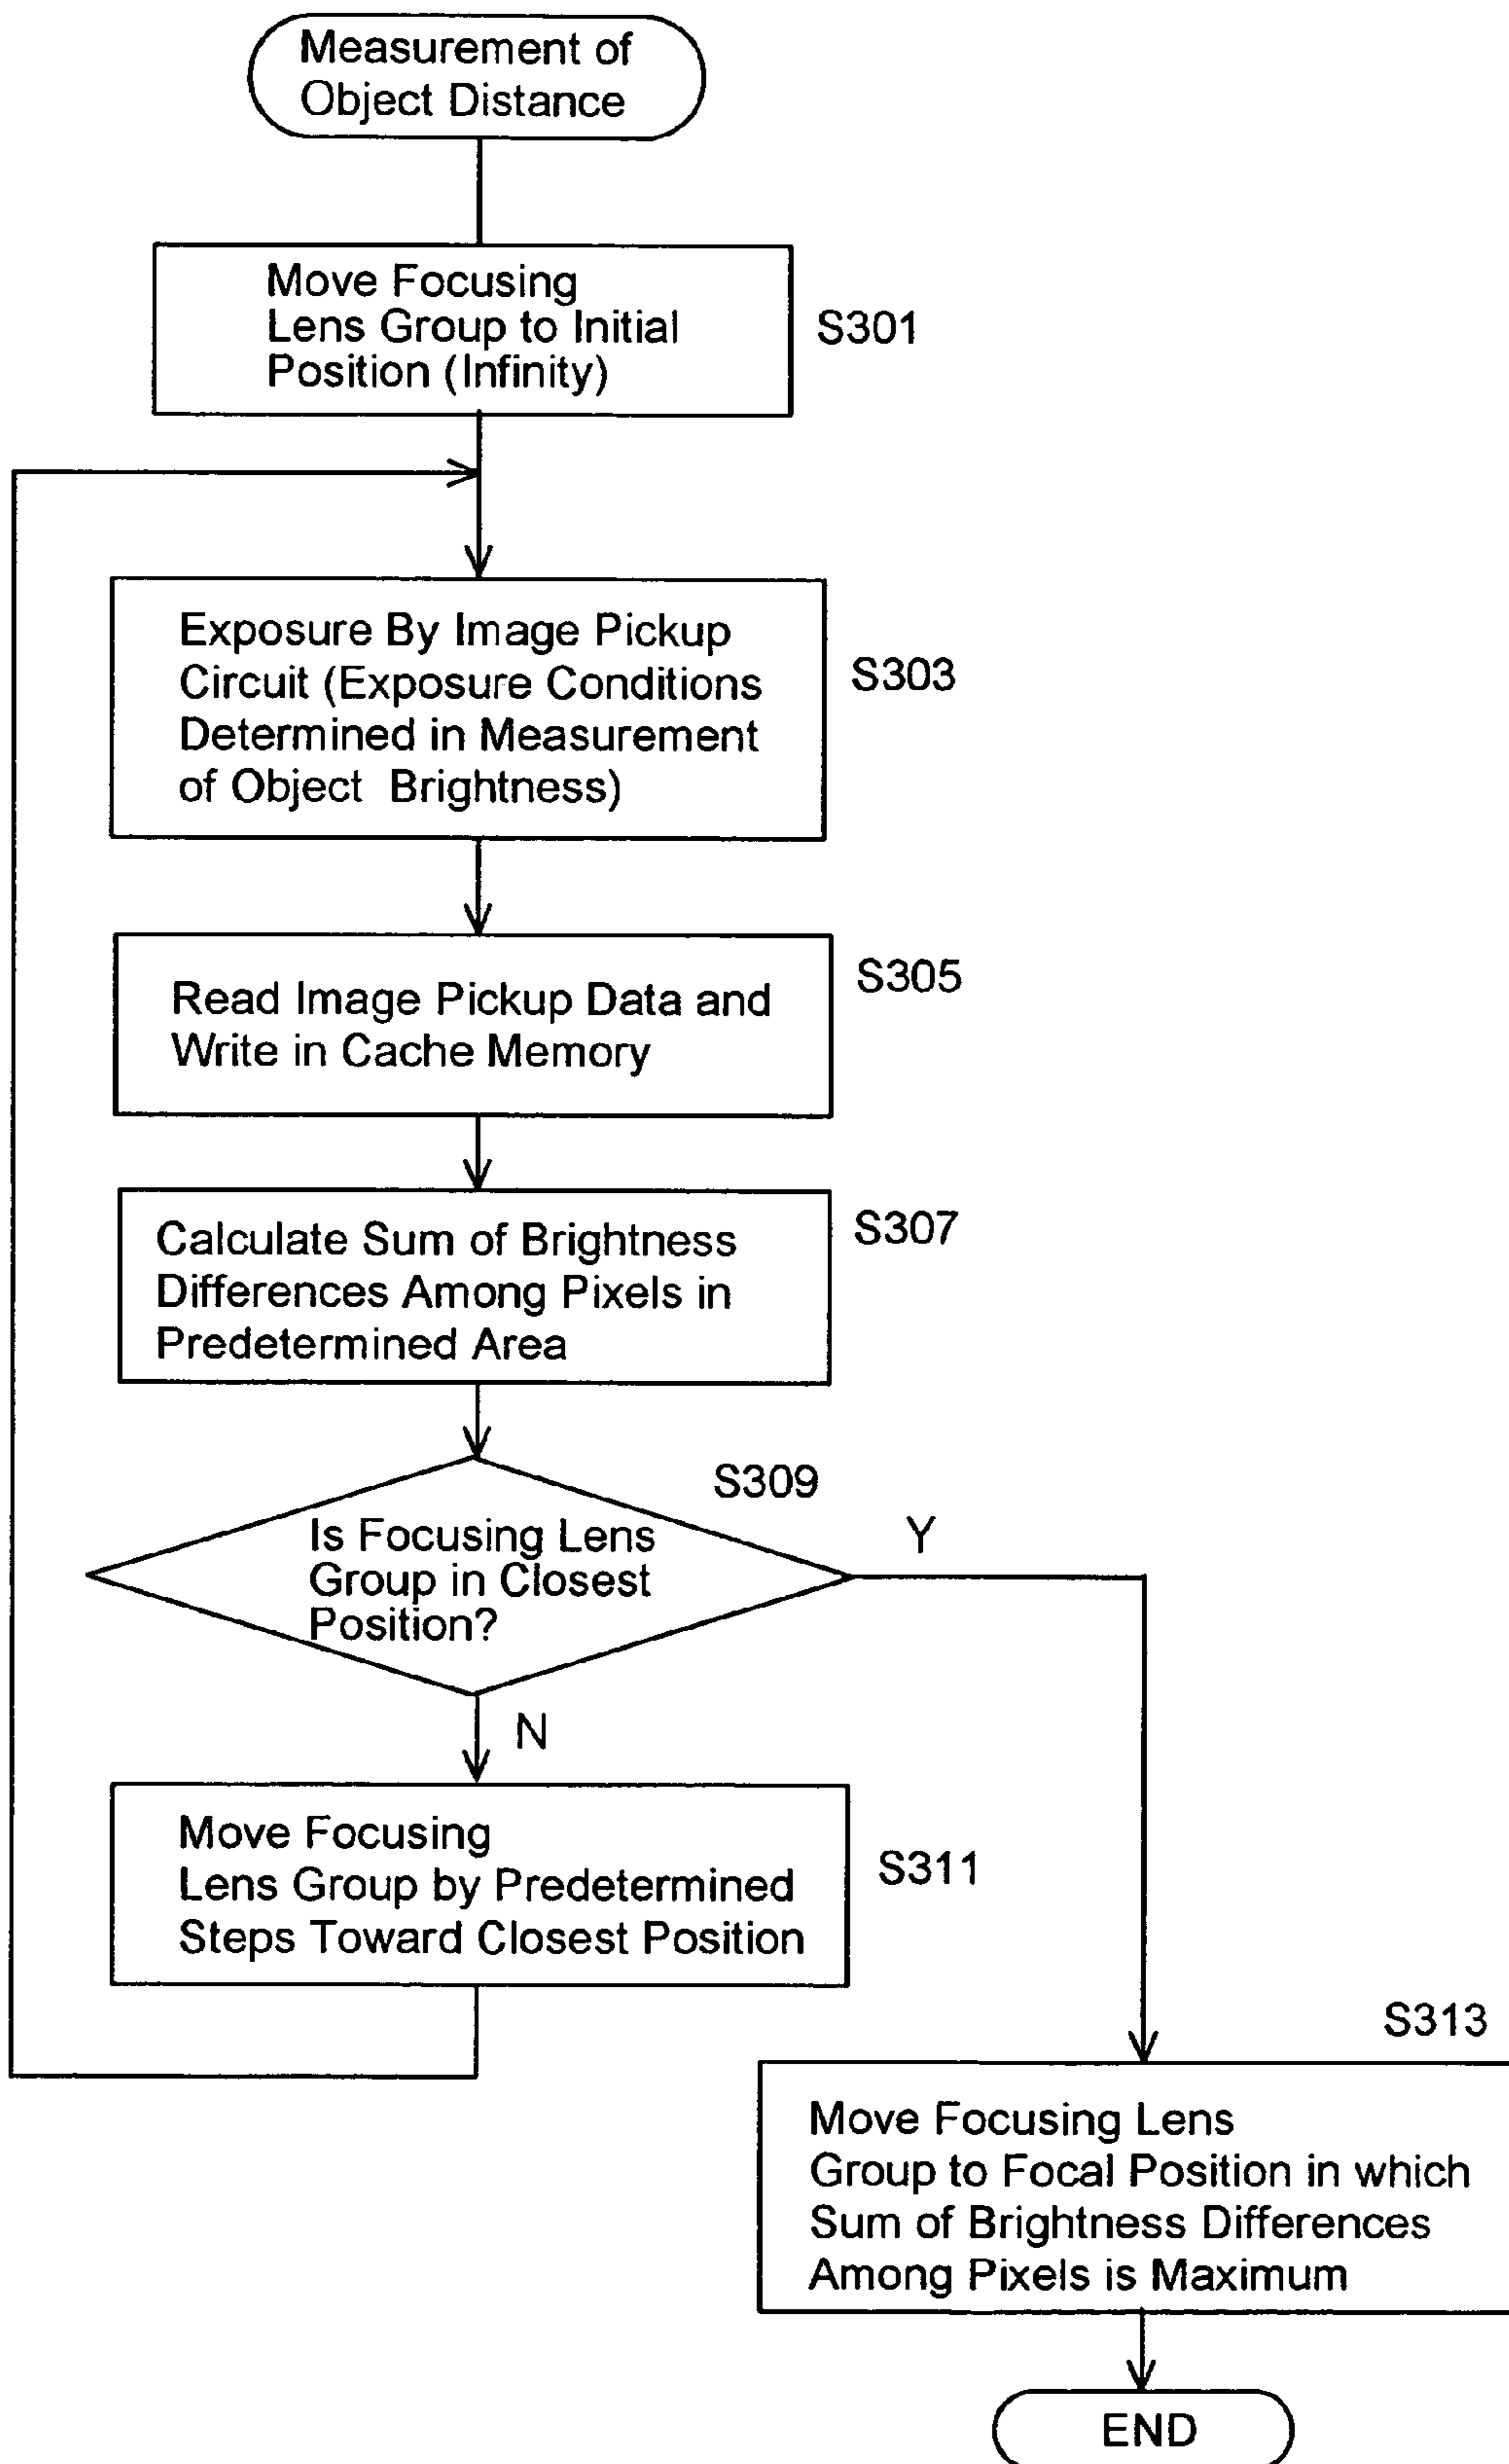 Measurement of
Object Distance
Move Focusing
Lens Group to Initial
Position (Infinity)
S301
Exposure By Image Pickup
Circuit (Exposure Conditions
Determined in Measurement
of Object Brightness)
S303
Read Image Pickup Data and
Write in Cache Memory
S305
Calculate Sum of Brightness
Differences Among Pixels in
Predetermined Area
S307
Is Focusing Lens
Group in Closest
Position?
S309
Y
N
Move Focusing
Lens Group by Predetermined
Steps Toward Closest Position
S311
S313
Move Focusing Lens
Group to Focal Position in which
Sum of Brightness Differences
Among Pixels is Maximum
END